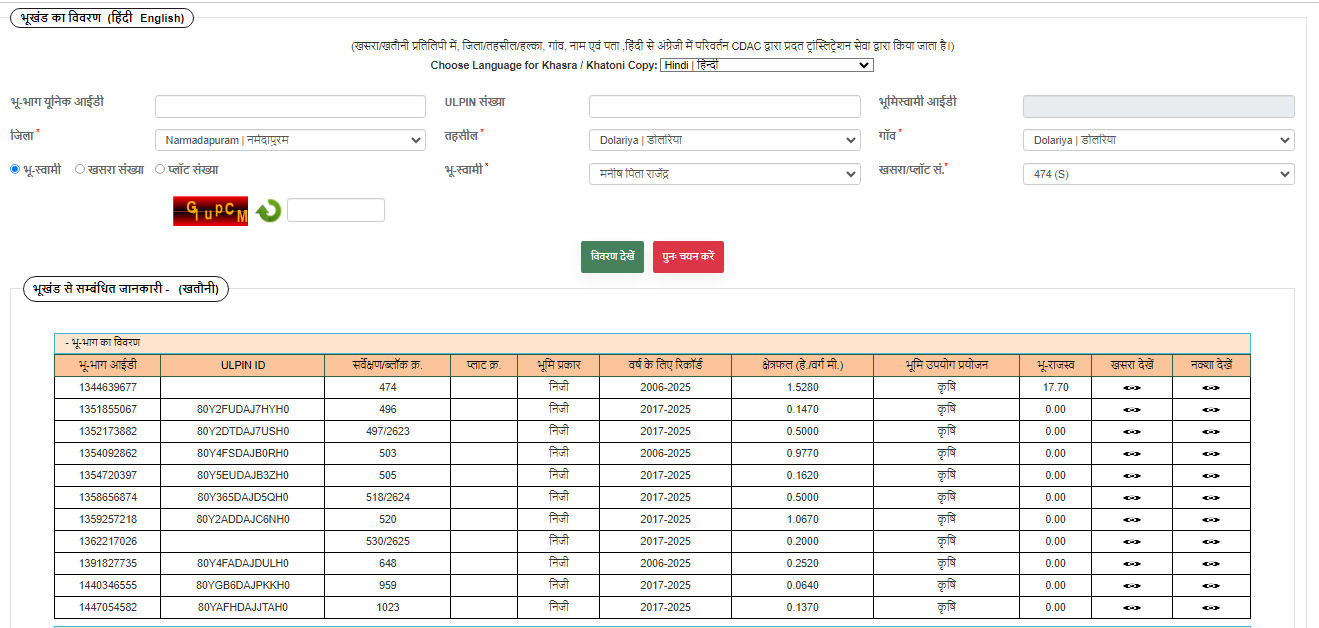 भूखंड का विवरण (हिंदी English)
(खसरा/खतौनी प्रतिलिपी में, जिला/तहसील/हल्का, गांव, नाम एवं पता ,हिंदी से अंग्रेजी में परिवर्तन CDAC द्वारा प्रदत ट्रांस्लिट्रेशन सेवा द्वारा किया जाता है।)
Choose Language for Khasra / Khatoni Copy: Hindi | हिन्दी
भू-भाग यूनिक आईडी ULPIN संख्या भूमिस्वामी आईडी
जिला * Narmadapuram | नर्मदापुरम तहसील * Dolariya | डोलरिया गाँव * Dolariya | डोलरिया
भू-स्वामी खसरा संख्या प्लॉट संख्या भू-स्वामी * मनीष पिता राजेंद्र खसरा/प्लॉट सं.* 474 (S)
G I u p C M
विवरण देखें पुनः चयन करें
भूखंड से सम्बंधित जानकारी - (खतौनी)
- भू-भाग का विवरण
भू-भाग आईडी ULPIN ID सर्वेक्षण/ब्लॉक क्र. प्लाट क्र. भूमि प्रकार वर्ष के लिए रिकॉर्ड क्षेत्रफल (हे./वर्ग मी.) भूमि उपयोग प्रयोजन भू-राजस्व खसरा देखें नक्शा देखें
1344639677 474 निजी 2006-2025 1.5280 कृषि 17.70
1351855067 80Y2FUDAJ7HYH0 496 निजी 2017-2025 0.1470 कृषि 0.00
1352173882 80Y2DTDAJ7USH0 497/2623 निजी 2017-2025 0.5000 कृषि 0.00
1354092862 80Y4FSDAJB0RH0 503 निजी 2006-2025 0.9770 कृषि 0.00
1354720397 80Y5EUDAJB3ZH0 505 निजी 2017-2025 0.1620 कृषि 0.00
1358656874 80Y365DAJD5QH0 518/2624 निजी 2017-2025 0.5000 कृषि 0.00
1359257218 80Y2ADDAJC6NH0 520 निजी 2017-2025 1.0670 कृषि 0.00
1362217026 530/2625 निजी 2017-2025 0.2000 कृषि 0.00
1391827735 80Y4FADAJDULH0 648 निजी 2006-2025 0.2520 कृषि 0.00
1440346555 80YGB6DAJPKKH0 959 निजी 2017-2025 0.0640 कृषि 0.00
1447054582 80YAFHDAJJTAH0 1023 निजी 2017-2025 0.1370 कृषि 0.00